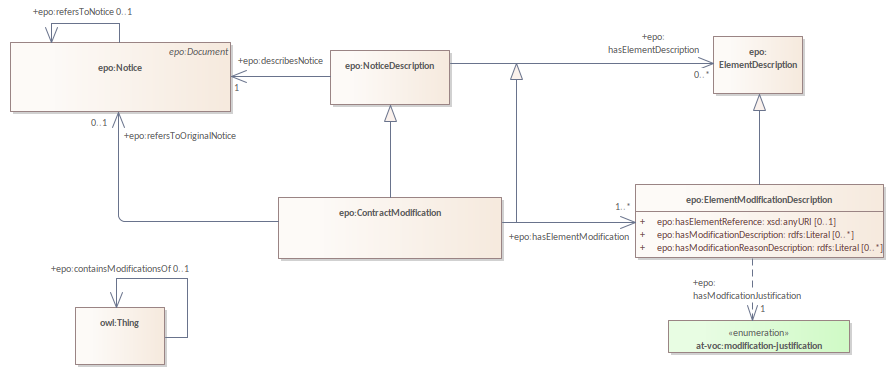 +epo:refersToNotice 0..1
epo:Document
epo:Notice
+epo:describesNotice
1
epo:NoticeDescription
+epo:
hasElementDescription
0..*
epo:
ElementDescription
0..1
+epo:refersToOriginalNotice
epo:ContractModification
1..*
+epo:hasElementModification
epo:ElementModificationDescription
+ epo:hasElementReference: xsd:anyURI [0..1]
+ epo:hasModificationDescription: rdfs:Literal [0..*]
+ epo:hasModificationReasonDescription: rdfs:Literal [0..*]
+epo:containsModificationsOf 0..1
owl:Thing
+epo:
hasModficationJustification
1
«enumeration»
at-voc:modification-justification